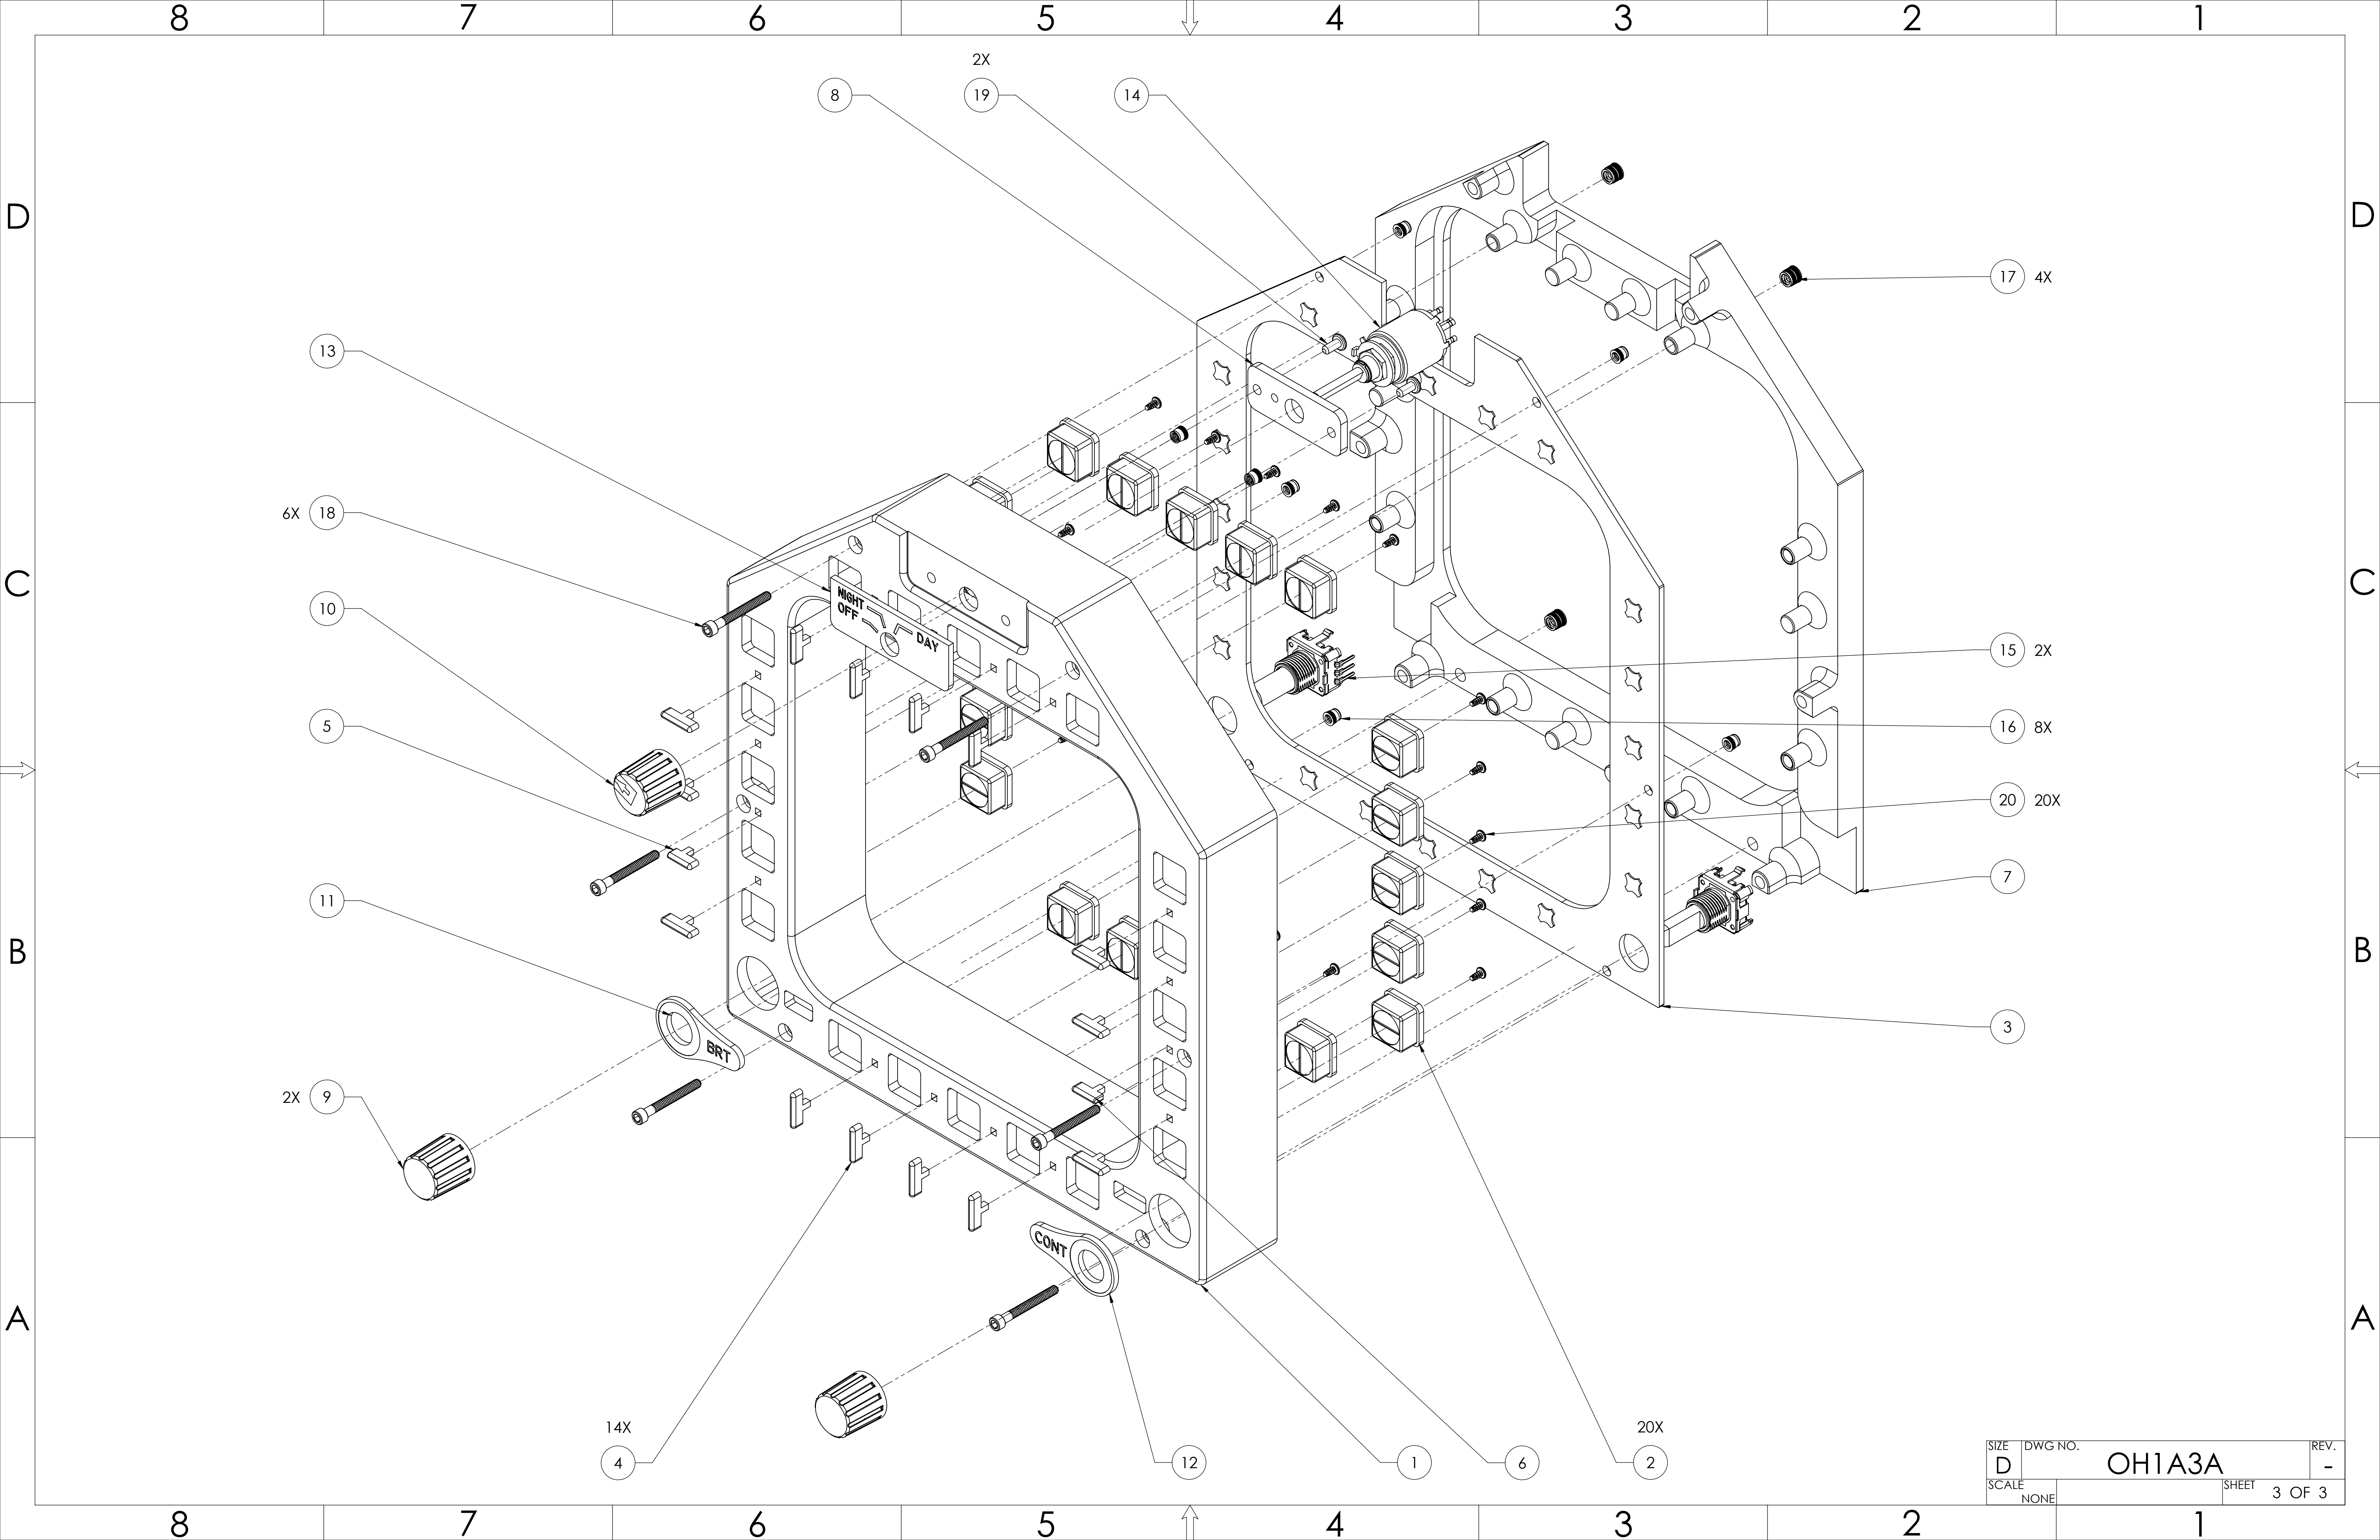 8 7 6 5 4 3 2 1
2X
8 19 14
D D
17 4X
13
6X 18
C C
NIGHT
OFF
DAY
10
15 2X
5
16 8X
20 20X
7
11
B B
3
BRT
2X 9
CONT
A A
14X 20X
4 12 1 6 2
SIZE DWG NO. REV.
D OH1A3A -
SCALE SHEET
NONE 3 OF 3
8 7 6 5 4 3 2 1